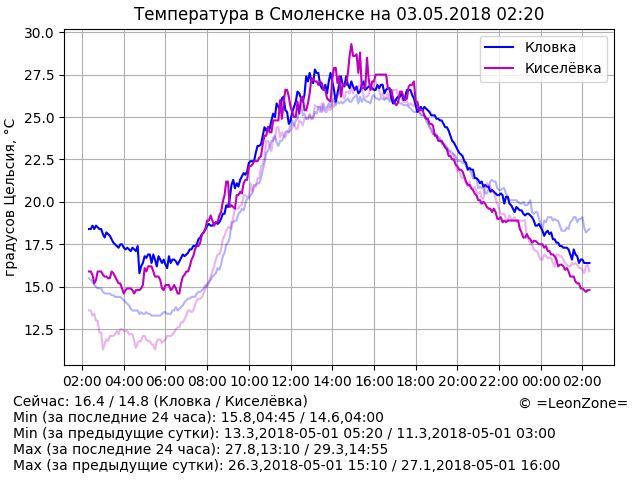 Температура в Смоленске на 03.05.2018 02:20
30.0
27.5
25.0
22.5
20.0
17.5
15.0
12.5
градусов Цельсия, °C
Кловка
Киселёвка
02:00 04:00 06:00 08:00 10:00 12:00 14:00 16:00 18:00 20:00 22:00 00:00 02:00
Сейчас: 16.4 / 14.8 (Кловка / Киселёвка)
© =LeonZone=
Min (за последние 24 часа): 15.8,04:45 / 14.6,04:00
Min (за предыдущие сутки): 13.3,2018-05-01 05:20 / 11.3,2018-05-01 03:00
Max (за последние 24 часа): 27.8,13:10 / 29.3,14:55
Max (за предыдущие сутки): 26.3,2018-05-01 15:10 / 27.1,2018-05-01 16:00